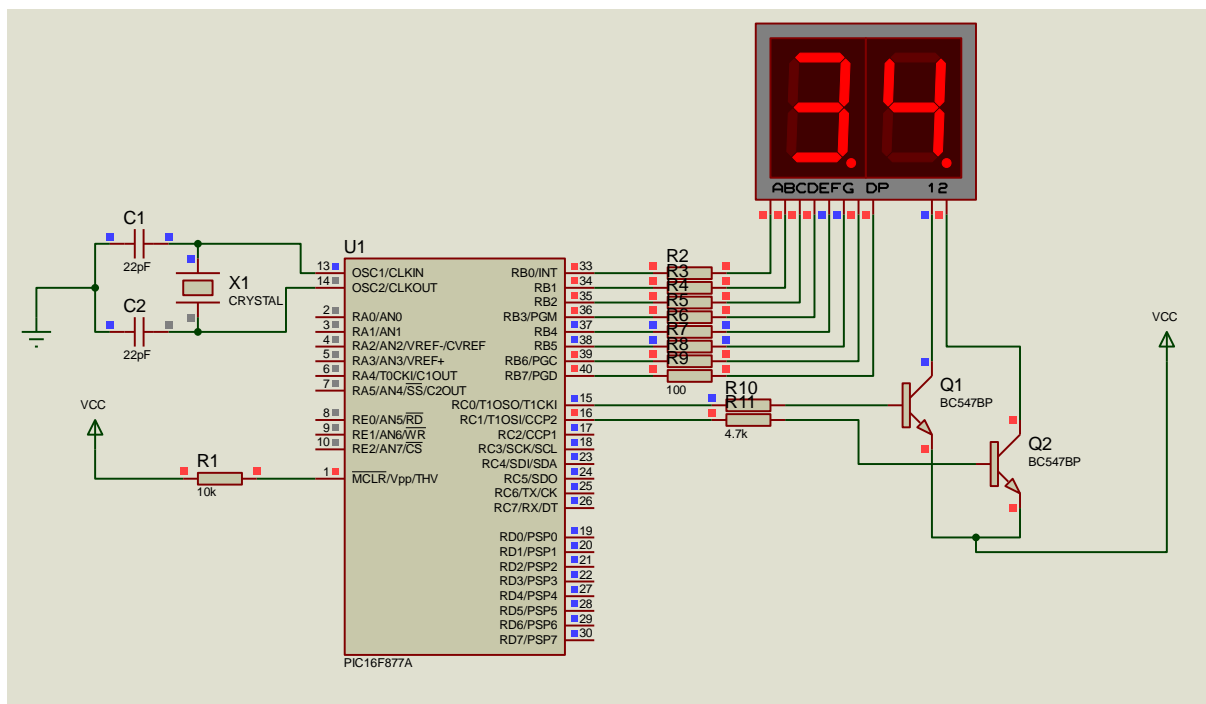 3.4.
ABCDEFG DP 12
C1
22pF
X1
CRYSTAL
C2
22pF
VCC
R1
10k
U1
13 OSC1/CLKIN
14 OSC2/CLKOUT
2 RA0/AN0
3 RA1/AN1
4 RA2/AN2/VREF-/CVREF
5 RA3/AN3/VREF+
6 RA4/T0CKI/C1OUT
7 RA5/AN4/SS/C2OUT
8 RE0/AN5/RD
9 RE1/AN6/WR
10 RE2/AN7/CS
1 MCLR/Vpp/THV
RB0/INT 33
RB1 34
RB2 35
RB3/PGM 36
RB4 37
RB5 38
RB6/PGC 39
RB7/PGD 40
RC0/T1OSO/T1CKI 15
RC1/T1OSI/CCP2 16
RC2/CCP1 17
RC3/SCK/SCL 18
RC4/SDI/SDA 23
RC5/SDO 24
RC6/TX/CK 25
RC7/RX/DT 26
RD0/PSP0 19
RD1/PSP1 20
RD2/PSP2 21
RD3/PSP3 22
RD4/PSP4 27
RD5/PSP5 28
RD6/PSP6 29
RD7/PSP7 30
PIC16F877A
R2
R3
R4
R5
R6
R7
R8
R9
100
R10
R11
4.7k
Q1
BC547BP
Q2
BC547BP
VCC